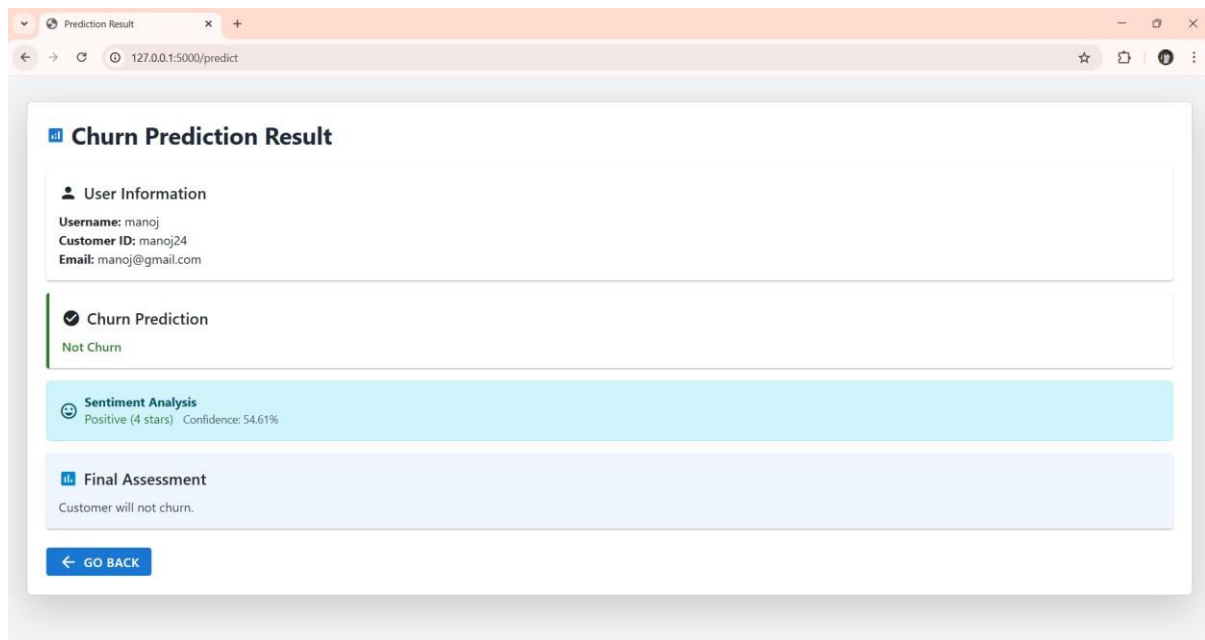 Prediction Result
127.0.0.1:5000/predict
Churn Prediction Result
User Information
Username: manoj
Customer ID: manoj24
Email: manoj@gmail.com
Churn Prediction
Not Churn
Sentiment Analysis
Positive (4 stars) Confidence: 54.61%
Final Assessment
Customer will not churn.
GO BACK